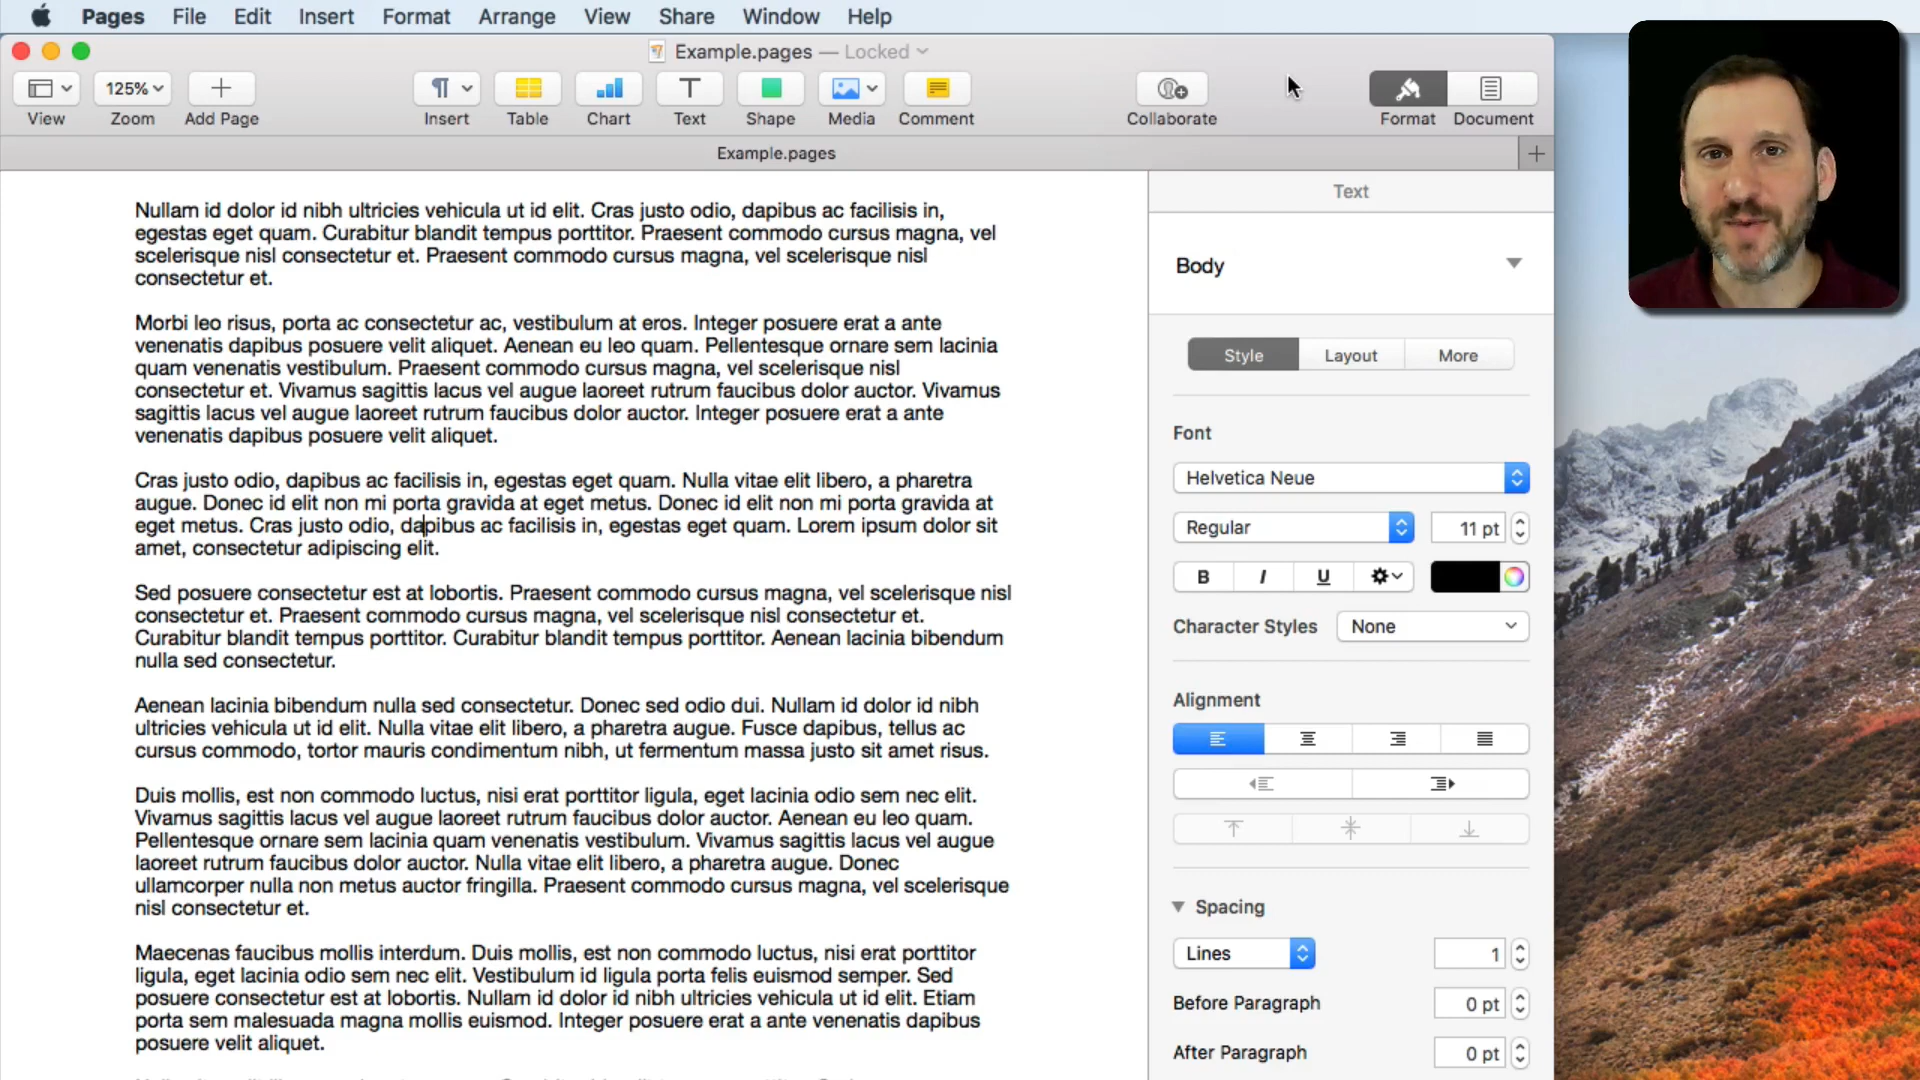 Pages File Edit Insert Format Arrange View Share Window Help
Example.pages — Locked
125%
View Zoom Add Page Insert Table Chart Text Shape Media Comment Collaborate Format Document
Example.pages
Nullam id dolor id nibh ultricies vehicula ut id elit. Cras justo odio, dapibus ac facilisis in,
egestas eget quam. Curabitur blandit tempus porttitor. Praesent commodo cursus magna, vel
scelerisque nisl consectetur et. Praesent commodo cursus magna, vel scelerisque nisl
consectetur et.
Morbi leo risus, porta ac consectetur ac, vestibulum at eros. Integer posuere erat a ante
venenatis dapibus posuere velit aliquet. Aenean eu leo quam. Pellentesque ornare sem lacinia
quam venenatis vestibulum. Praesent commodo cursus magna, vel scelerisque nisl
consectetur et. Vivamus sagittis lacus vel augue laoreet rutrum faucibus dolor auctor. Vivamus
sagittis lacus vel augue laoreet rutrum faucibus dolor auctor. Integer posuere erat a ante
venenatis dapibus posuere velit aliquet.
Cras justo odio, dapibus ac facilisis in, egestas eget quam. Nulla vitae elit libero, a pharetra
augue. Donec id elit non mi porta gravida at eget metus. Donec id elit non mi porta gravida at
eget metus. Cras justo odio, dapibus ac facilisis in, egestas eget quam. Lorem ipsum dolor sit
amet, consectetur adipiscing elit.
Sed posuere consectetur est at lobortis. Praesent commodo cursus magna, vel scelerisque nisl
consectetur et. Praesent commodo cursus magna, vel scelerisque nisl consectetur et.
Curabitur blandit tempus porttitor. Curabitur blandit tempus porttitor. Aenean lacinia bibendum
nulla sed consectetur.
Aenean lacinia bibendum nulla sed consectetur. Donec sed odio dui. Nullam id dolor id nibh
ultricies vehicula ut id elit. Nulla vitae elit libero, a pharetra augue. Fusce dapibus, tellus ac
cursus commodo, tortor mauris condimentum nibh, ut fermentum massa justo sit amet risus.
Duis mollis, est non commodo luctus, nisi erat porttitor ligula, eget lacinia odio sem nec elit.
Vivamus sagittis lacus vel augue laoreet rutrum faucibus dolor auctor. Aenean eu leo quam.
Pellentesque ornare sem lacinia quam venenatis vestibulum. Vivamus sagittis lacus vel augue
laoreet rutrum faucibus dolor auctor. Nulla vitae elit libero, a pharetra augue. Donec
ullamcorper nulla non metus auctor fringilla. Praesent commodo cursus magna, vel scelerisque
nisl consectetur et.
Maecenas faucibus mollis interdum. Duis mollis, est non commodo luctus, nisi erat porttitor
ligula, eget lacinia odio sem nec elit. Vestibulum id ligula porta felis euismod semper. Sed
posuere consectetur est at lobortis. Nullam id dolor id nibh ultricies vehicula ut id elit. Etiam
porta sem malesuada magna mollis euismod. Integer posuere erat a ante venenatis dapibus
posuere velit aliquet.
Text
Body
Style Layout More
Font
Helvetica Neue
Regular 11 pt
B I U
Character Styles None
Alignment
Spacing
Lines 1
Before Paragraph 0 pt
After Paragraph 0 pt